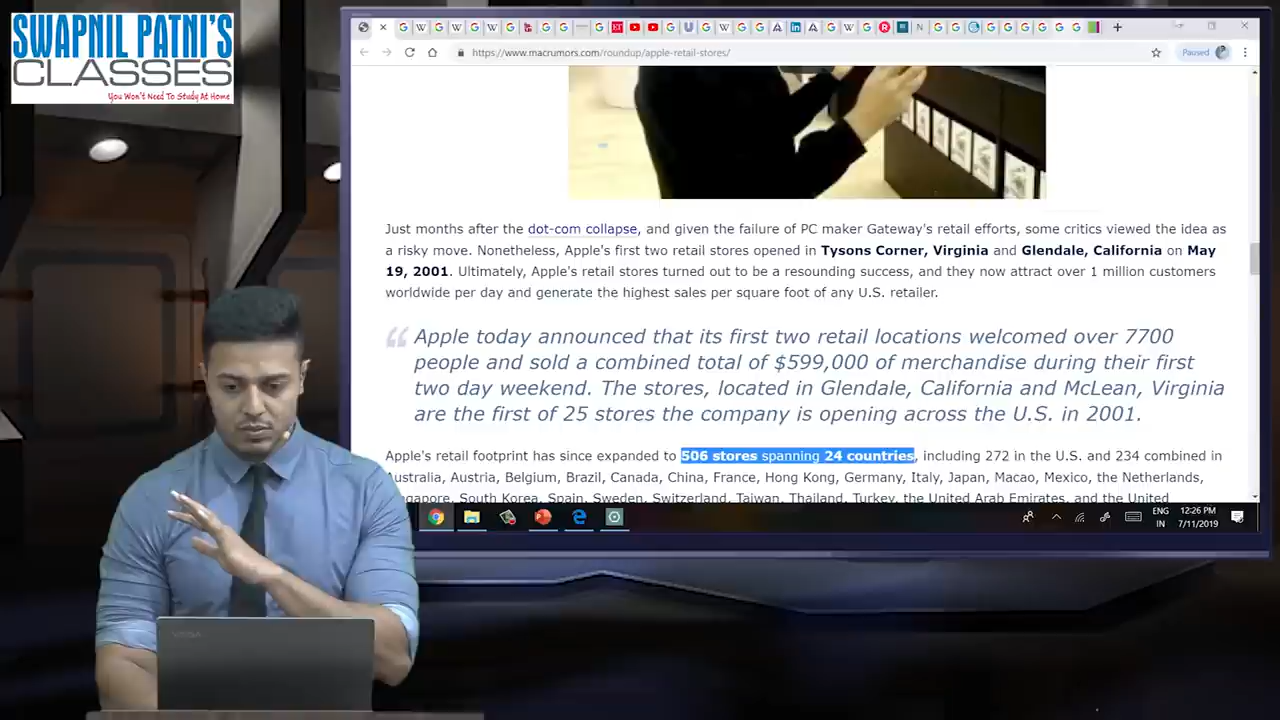 SWAPNIL PATNI'S
CLASSES
You Won't Need To Study At Home
https://www.macrumors.com/roundup/apple-retail-stores/
Paused
Just months after the dot-com collapse, and given the failure of PC maker Gateway's retail efforts, some critics viewed the idea as
a risky move. Nonetheless, Apple's first two retail stores opened in Tysons Corner, Virginia and Glendale, California on May
19, 2001. Ultimately, Apple's retail stores turned out to be a resounding success, and they now attract over 1 million customers
worldwide per day and generate the highest sales per square foot of any U.S. retailer.
Apple today announced that its first two retail locations welcomed over 7700
people and sold a combined total of $599,000 of merchandise during their first
two day weekend. The stores, located in Glendale, California and McLean, Virginia
are the first of 25 stores the company is opening across the U.S. in 2001.
Apple's retail footprint has since expanded to 506 stores spanning 24 countries, including 272 in the U.S. and 234 combined in
Australia, Austria, Belgium, Brazil, Canada, China, France, Hong Kong, Germany, Italy, Japan, Macao, Mexico, the Netherlands,
Singapore, South Korea, Spain, Sweden, Switzerland, Taiwan, Thailand, Turkey, the United Arab Emirates, and the United
ENG
IN
12:26 PM
7/11/2019
YOGA